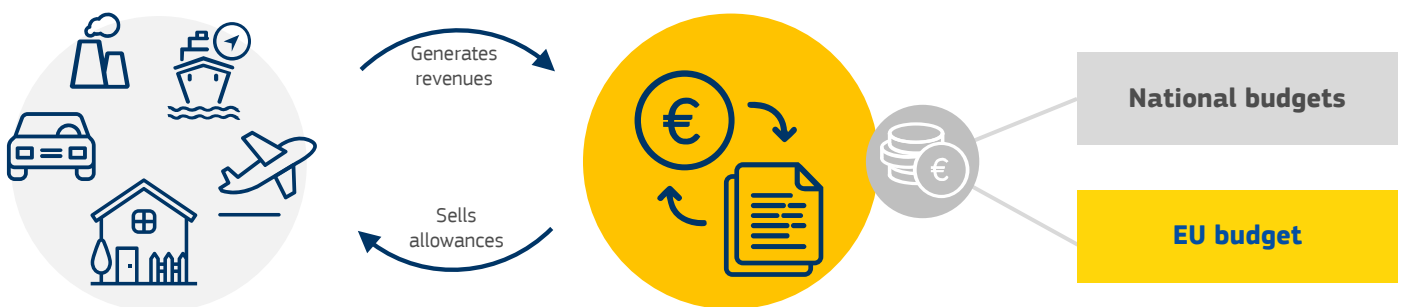 Generates
revenues
Sells
allowances
€
€
National budgets
EU budget